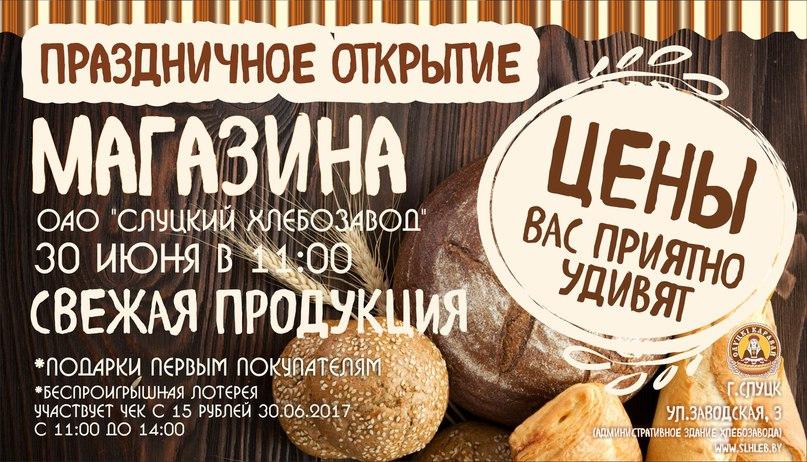 ПРАЗДНИЧНОЕ ОТКРЫТИЕ
МАГАЗИНА
ОАО "СЛУЦКИЙ ХЛЕБОЗАВОД"
30 ИЮНЯ В 11:00
СВЕЖАЯ ПРОДУКЦИЯ
*ПОДАРКИ ПЕРВЫМ ПОКУПАТЕЛЯМ
*БЕСПРОИГРЫШНАЯ ЛОТЕРЕЯ
УЧАСТВУЕТ ЧЕК С 15 РУБЛЕЙ 30.06.2017
С 11:00 ДО 14:00
ЦЕНЫ
ВАС ПРИЯТНО
УДИВЯТ
СЛУЦКІ КАРАВАЙ
Г.СЛУЦК
УЛ.ЗАВОДСКАЯ, 3
(АДМИНИСТРАТИВНОЕ ЗДАНИЕ ХЛЕБОЗАВОДА)
WWW.SLHLEB.BY